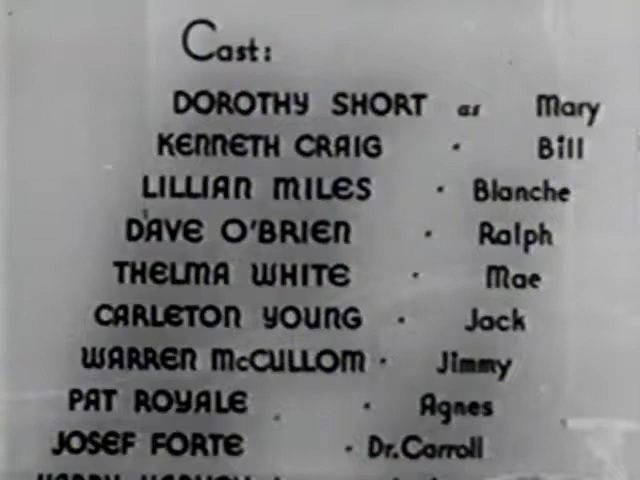 Cast:
DOROTHY SHORT as Mary
KENNETH CRAIG · Bill
LILLIAN MILES · Blanche
DAVE O'BRIEN · Ralph
THELMA WHITE · Mae
CARLETON YOUNG · Jack
WARREN McCULLOM · Jimmy
PAT ROYALE · Agnes
JOSEF FORTE · Dr. Carroll